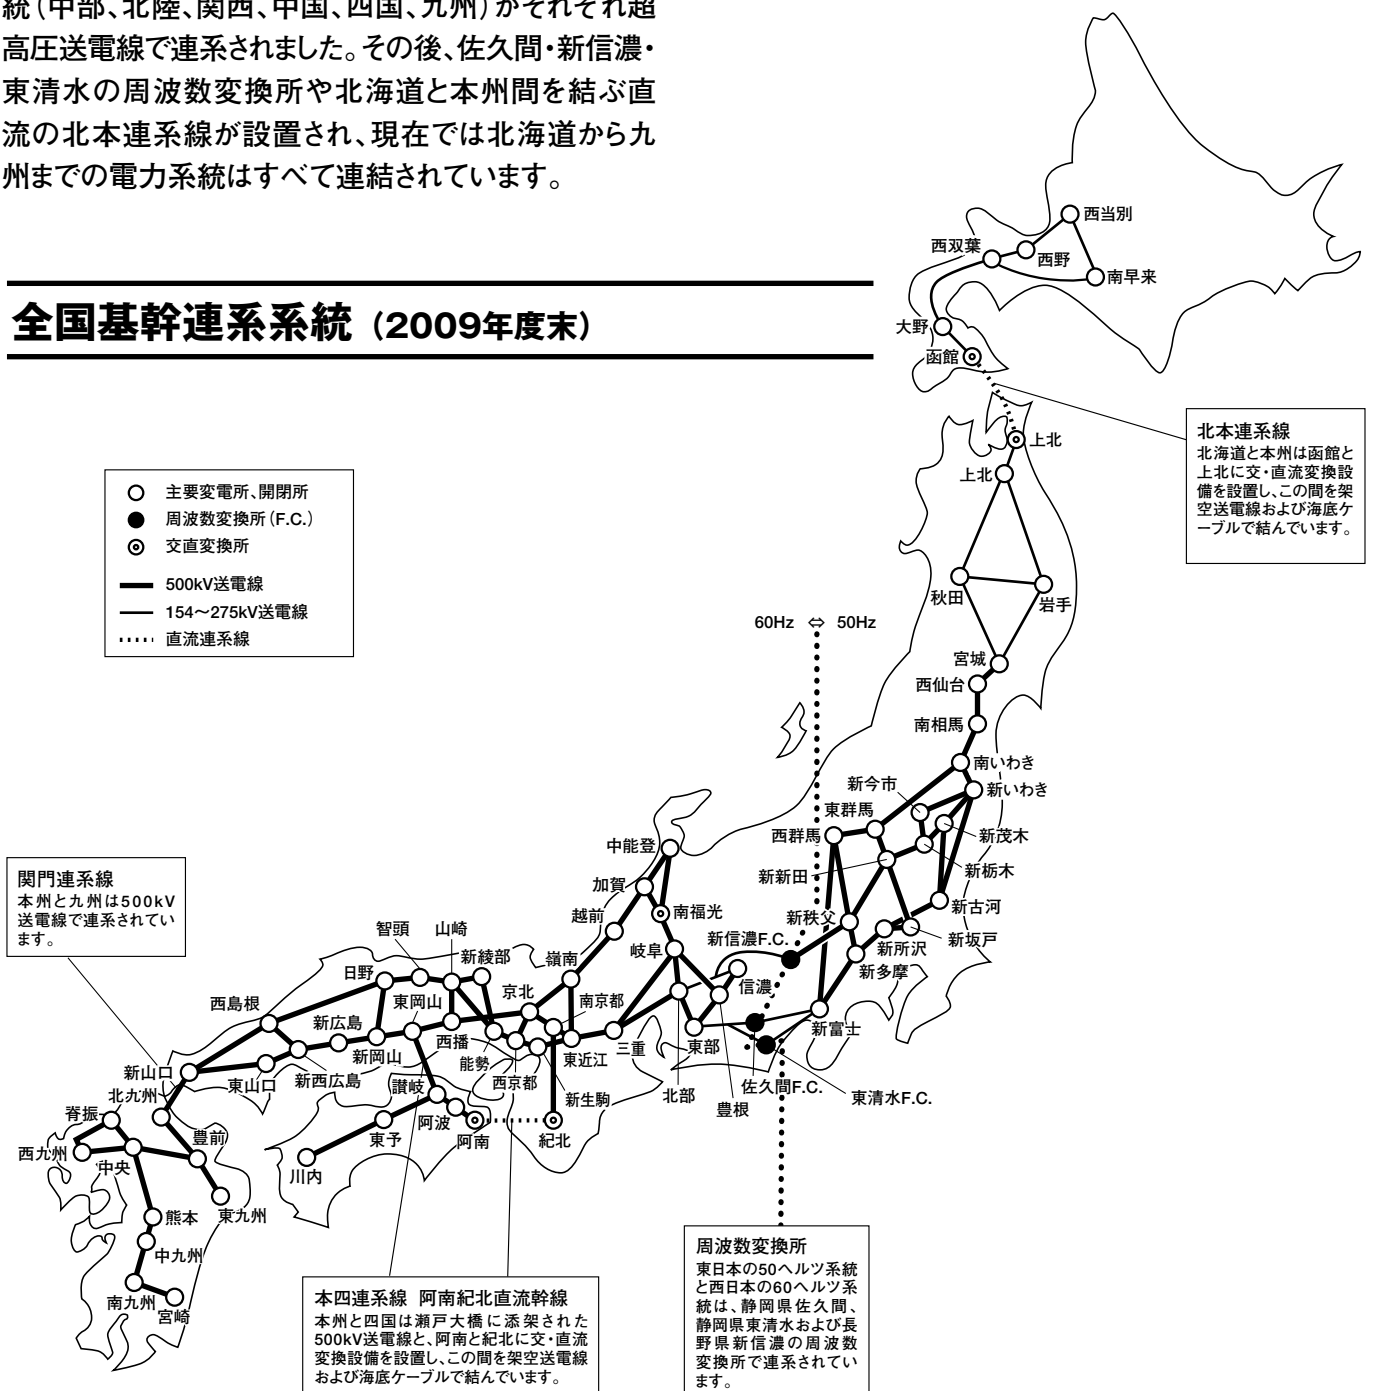 統(中部、北陸、関西、中国、四国、九州)がそれぞれ超
高圧送電線で連系されました。その後、佐久間・新信濃・
東清水の周波数変換所や北海道と本州間を結ぶ直
流の北本連系線が設置され、現在では北海道から九
州までの電力系統はすべて連結されています。
全国基幹連系系統(2009年度末)
主要変電所、開閉所
周波数変換所(F.C.)
交直変換所
500kV送電線
154〜275kV送電線
直流連系線
西当別
西双葉
西野
南早来
大野
函館
北本連系線
北海道と本州は函館と
上北に交・直流変換設
備を設置し、この間を架
空送電線および海底ケ
ーブルで結んでいます。
上北
上北
秋田
岩手
60Hz ⇔ 50Hz
宮城
西仙台
南相馬
南いわき
新今市
新いわき
東群馬
西群馬
新茂木
新栃木
新新田
新古河
新秩父
新坂戸
新所沢
新多摩
新信濃F.C.
新富士
中能登
加賀
南福光
越前
岐阜
信濃
嶺南
関門連系線
本州と九州は500kV
送電線で連系されてい
ます。
智頭
山崎
新綾部
日野
京北
南京都
西島根
東岡山
新広島
新岡山
西播
能勢
西京都
新生駒
東近江
三重
東部
北部
豊根
佐久間F.C.
東清水F.C.
新山口
東山口
新西広島
讃岐
阿波
阿南
紀北
東予
川内
北九州
脊振
豊前
西九州
中央
東九州
熊本
中九州
南九州
宮崎
本四連系線 阿南紀北直流幹線
本州と四国は瀬戸大橋に添架された
500kV送電線と、阿南と紀北に交・直流
変換設備を設置し、この間を架空送電線
および海底ケーブルで結んでいます。
周波数変換所
東日本の50ヘルツ系統
と西日本の60ヘルツ系
統は、静岡県佐久間、
静岡県東清水および長
野県新信濃の周波数
変換所で連系されてい
ます。